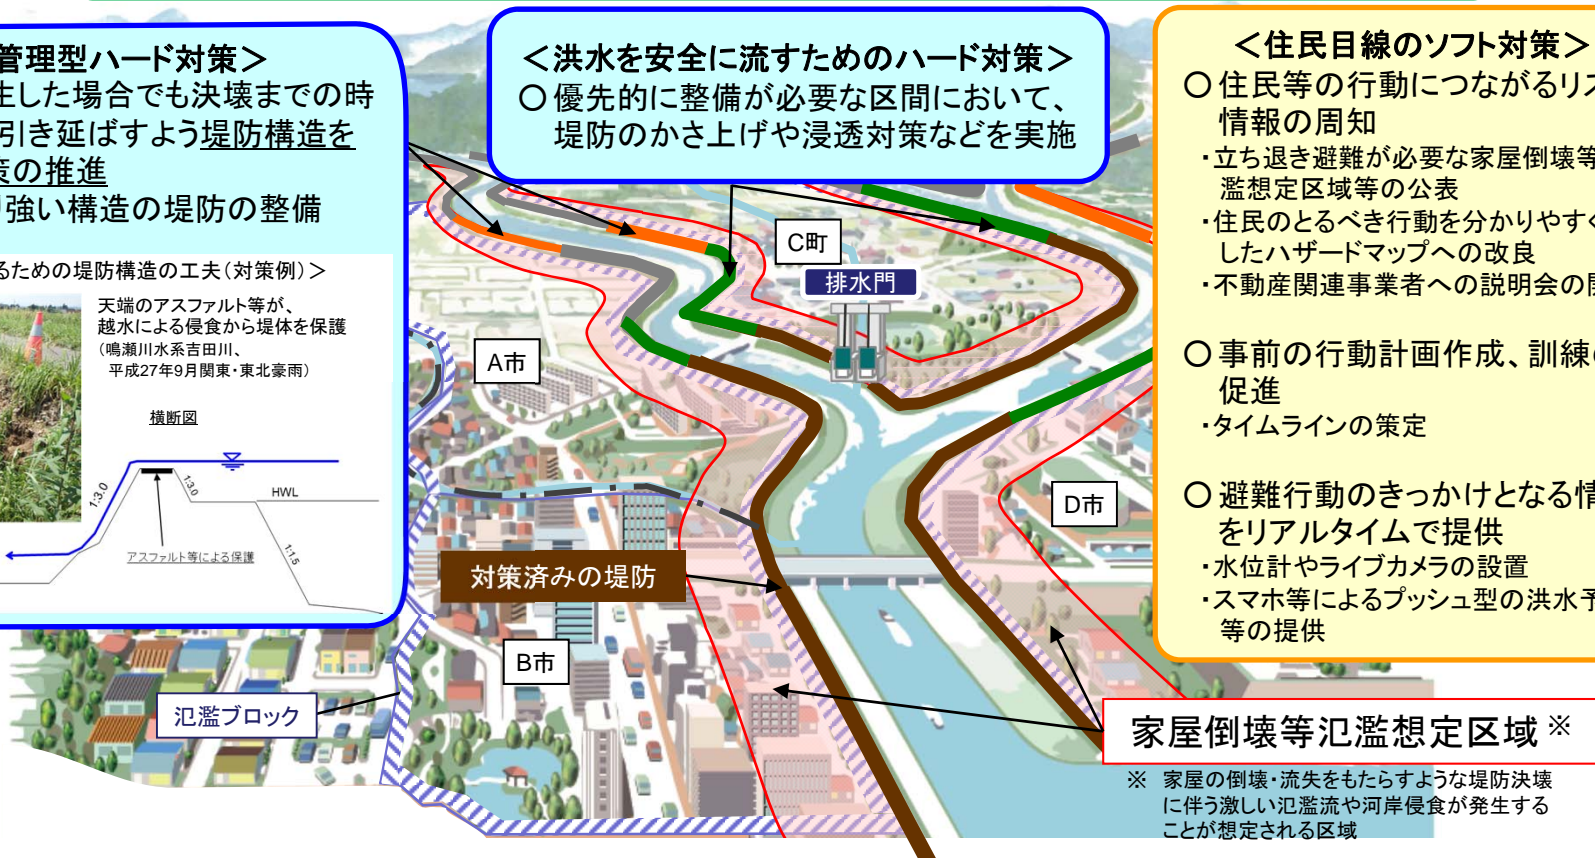 管理型ハード対策＞
生した場合でも決壊までの時
引き延ばすよう堤防構造を
策の推進
り強い構造の堤防の整備
るための堤防構造の工夫（対策例）＞
天端のアスファルト等が、
越水による侵食から堤体を保護
（鳴瀬川水系吉田川、
平成27年9月関東・東北豪雨）
横断図
1:3.0
1:3.0
HWL
アスファルト等による保護
1:1.5
＜洪水を安全に流すためのハード対策＞
○優先的に整備が必要な区間において、
堤防のかさ上げや浸透対策などを実施
＜住民目線のソフト対策＞
○住民等の行動につながるリス
情報の周知
・立ち退き避難が必要な家屋倒壊等
濫想定区域等の公表
・住民のとるべき行動を分かりやすく
したハザードマップへの改良
・不動産関連事業者への説明会の開
○事前の行動計画作成、訓練の
促進
・タイムラインの策定
○避難行動のきっかけとなる情
をリアルタイムで提供
・水位計やライブカメラの設置
・スマホ等によるプッシュ型の洪水予
等の提供
C町
排水門
A市
D市
対策済みの堤防
B市
氾濫ブロック
家屋倒壊等氾濫想定区域※
※ 家屋の倒壊・流失をもたらすような堤防決壊
に伴う激しい氾濫流や河岸侵食が発生する
ことが想定される区域